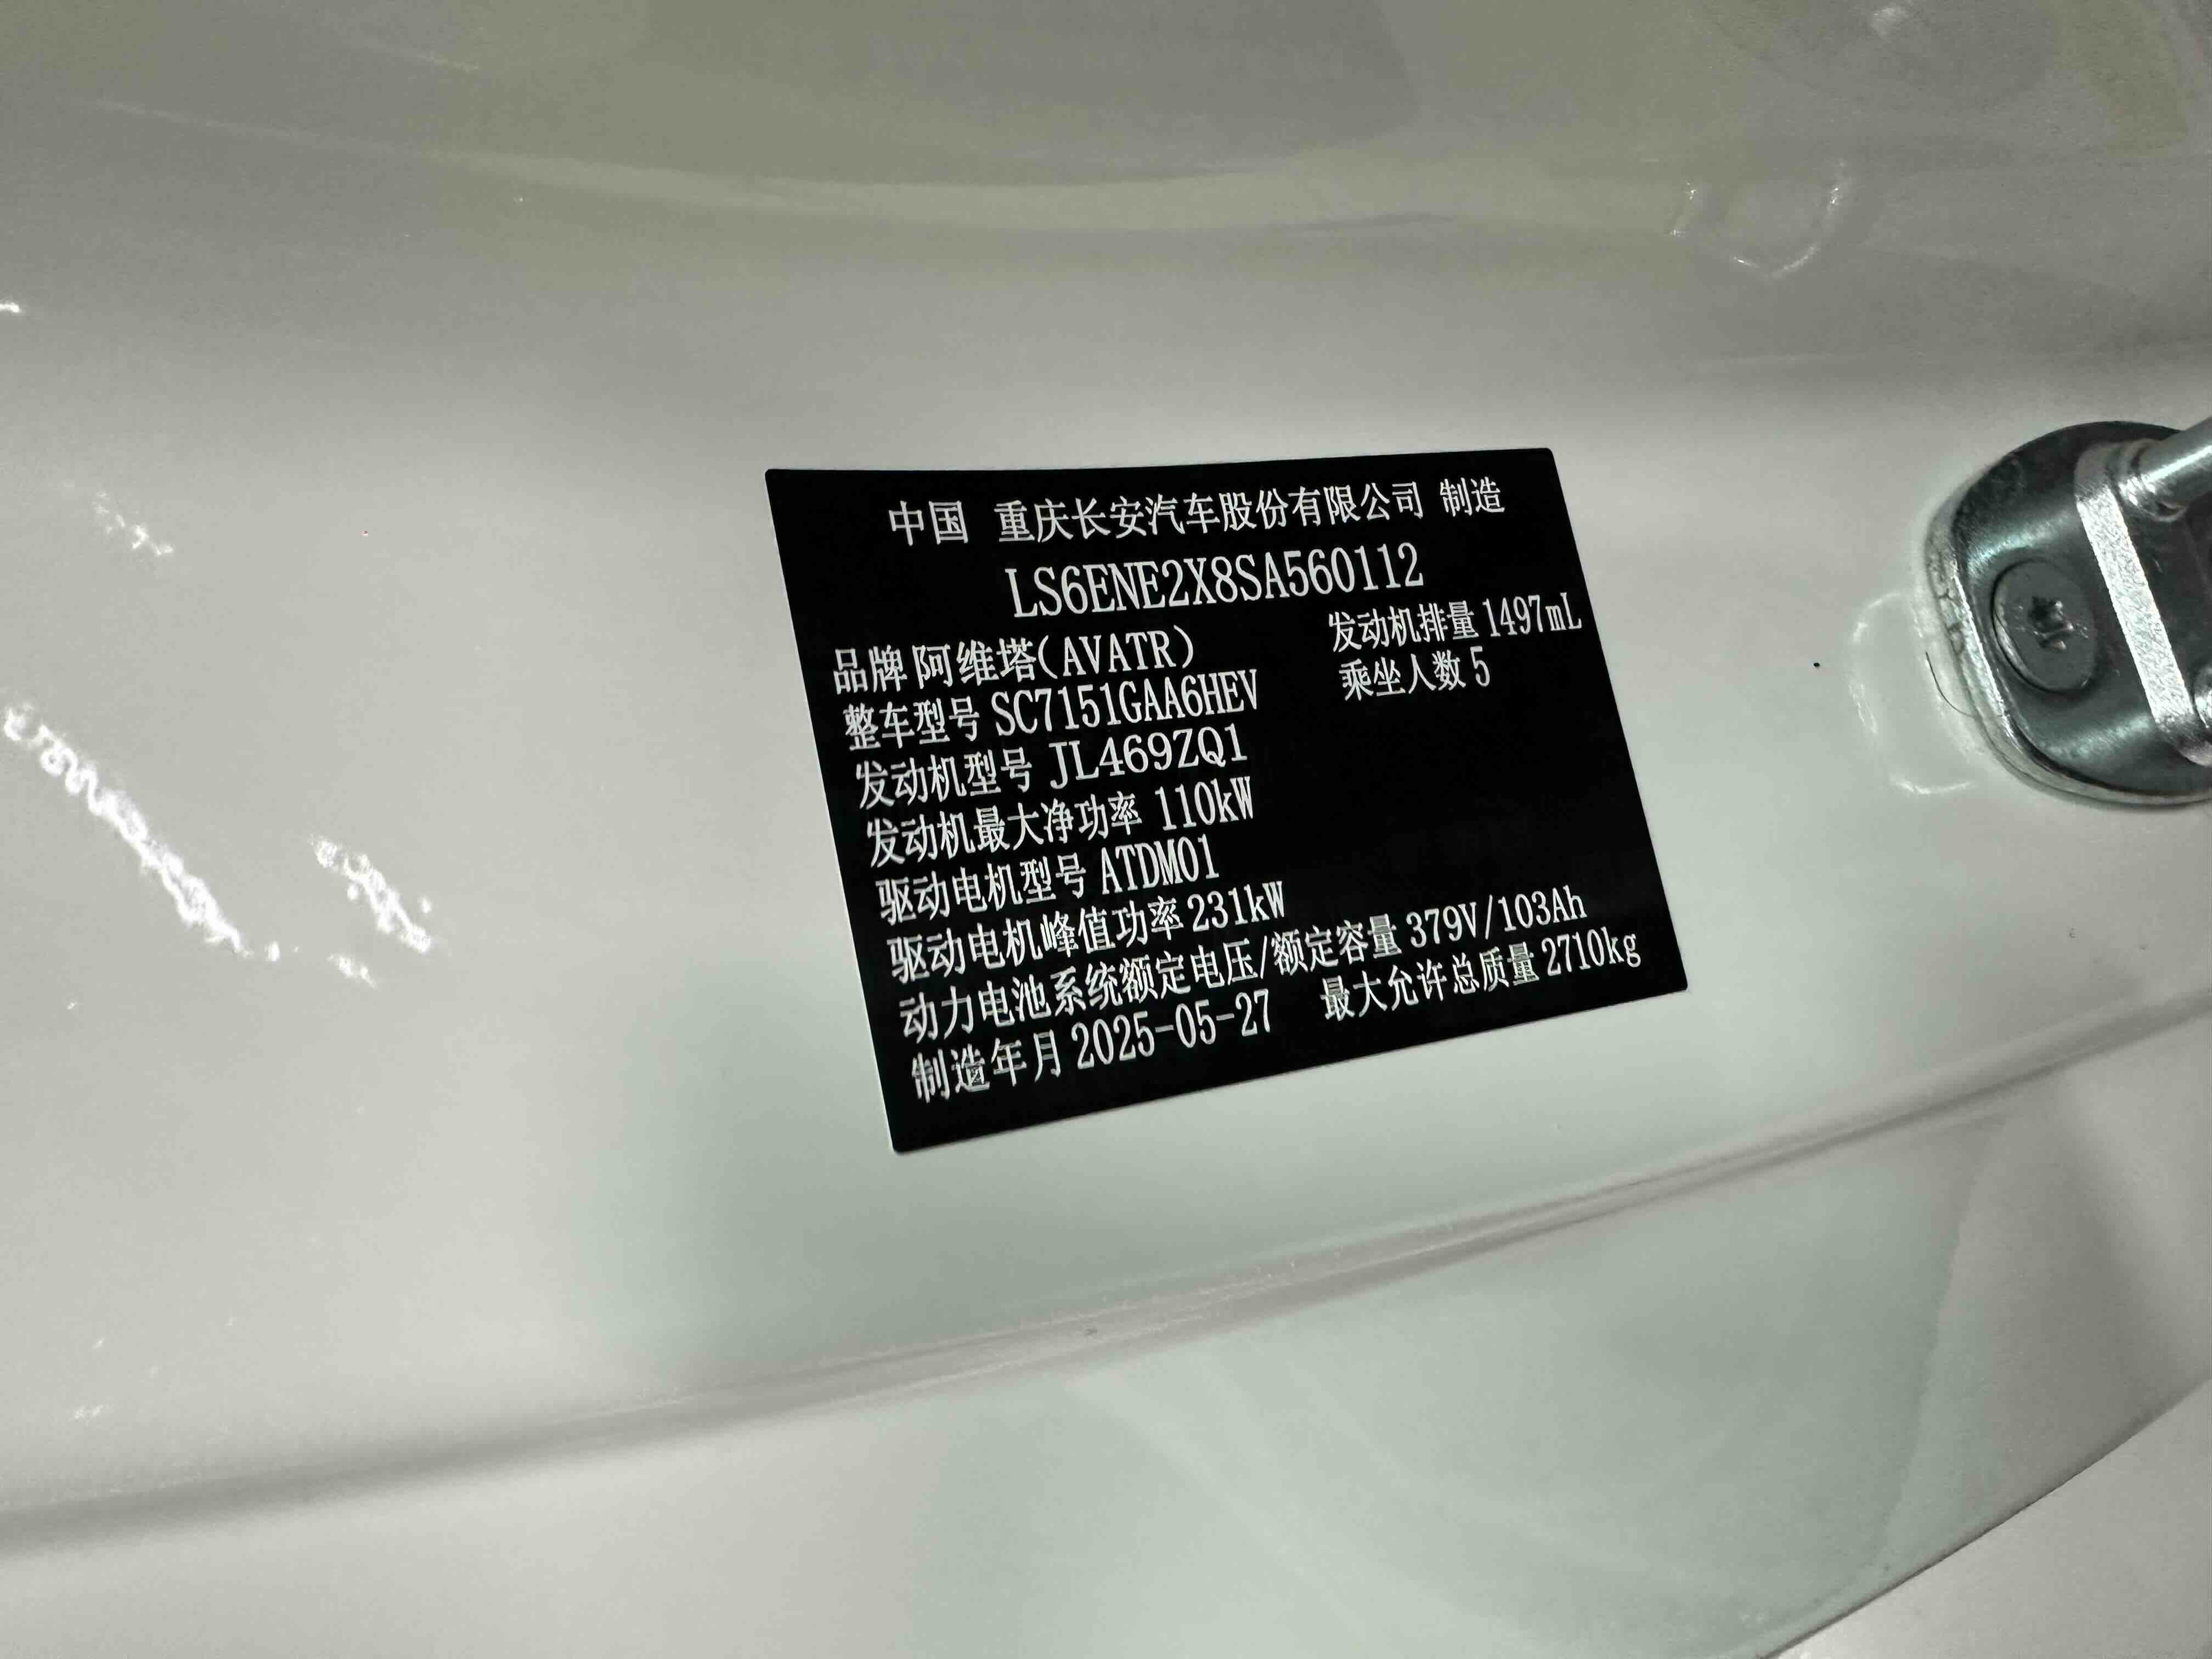 中国 重庆长安汽车股份有限公司 制造
LS6ENE2X8SA560112
品牌 阿维塔(AVATR) 发动机排量 1497mL
整车型号 SC7151GAA6HEV 乘坐人数 5
发动机型号 JL469ZQ1
发动机最大净功率 110kW
驱动电机型号 ATDM01
驱动电机峰值功率 231kW
动力电池系统额定电压/额定容量 379V/103Ah
制造年月 2025-05-27 最大允许总质量 2710kg